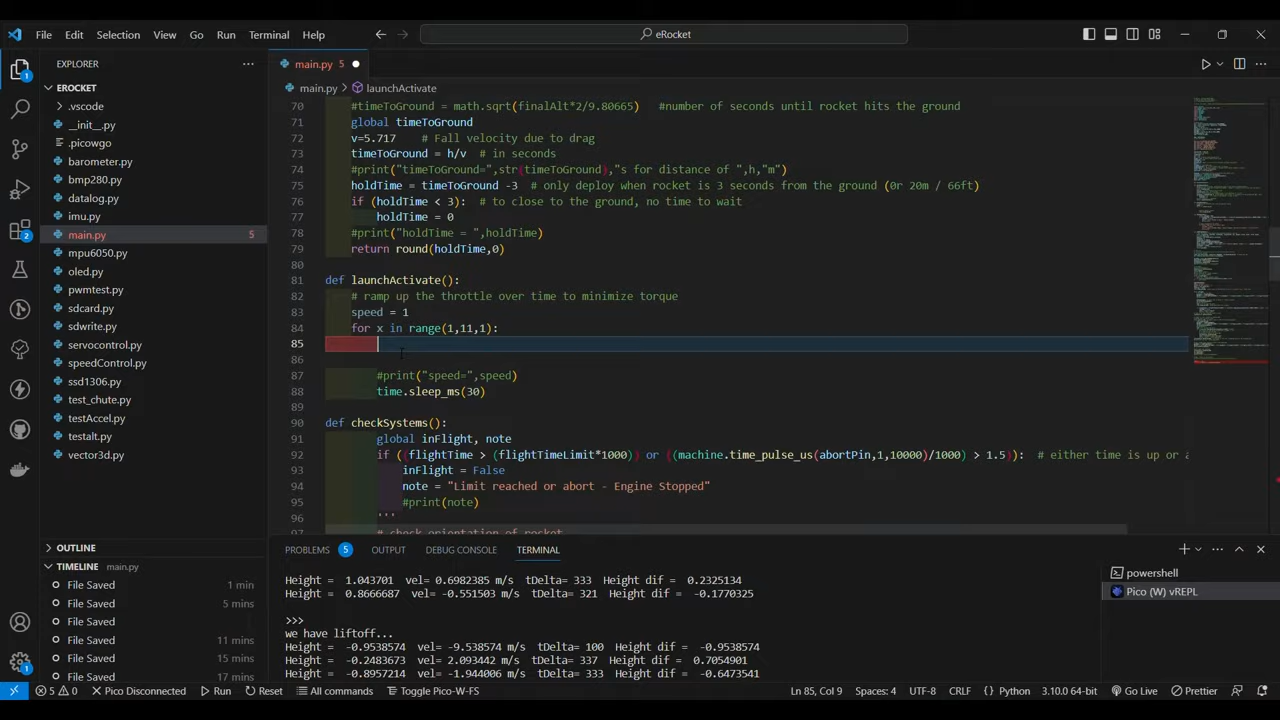 File Edit Selection View Go Run Terminal Help
eRocket
EXPLORER
main.py 5
EROCKET
main.py launchActivate
.vscode
__init__.py
.picowgo
barometer.py
bmp280.py
datalog.py
imu.py
main.py 5
mpu6050.py
oled.py
pwmtest.py
sdcard.py
sdwrite.py
servocontrol.py
speedControl.py
ssd1306.py
test_chute.py
testAccel.py
testalt.py
vector3d.py
OUTLINE
TIMELINE main.py
File Saved 1 min
File Saved 5 mins
File Saved
File Saved 11 mins
File Saved 15 mins
File Saved 17 mins
70 #timeToGround = math.sqrt(finalAlt*2/9.80665) #number of seconds until rocket hits the ground
71 global timeToGround
72 v=5.717 # Fall velocity due to drag
73 timeToGround = h/v # in seconds
74 #print("timeToGround=",str(timeToGround),"s for distance of ",h,"m")
75 holdTime = timeToGround -3 # only deploy when rocket is 3 seconds from the ground (0r 20m / 66ft)
76 if (holdTime < 3): # to close to the ground, no time to wait
77 holdTime = 0
78 #print("holdTime = ",holdTime)
79 return round(holdTime,0)
80
81 def launchActivate():
82 # ramp up the throttle over time to minimize torque
83 speed = 1
84 for x in range(1,11,1):
85
86
87 #print("speed=",speed)
88 time.sleep_ms(30)
89
90 def checkSystems():
91 global inFlight, note
92 if ((flightTime > (flightTimeLimit*1000)) or ((machine.time_pulse_us(abortPin,1,10000)/1000) > 1.5)): # either time is up or a
93 inFlight = False
94 note = "Limit reached or abort - Engine Stopped"
95 #print(note)
96 '''
97 # check orientation of rocket
PROBLEMS 5 OUTPUT DEBUG CONSOLE TERMINAL
Height = 1.043701 vel= 0.6982385 m/s tDelta= 333 Height dif = 0.2325134
Height = 0.8666687 vel= -0.551503 m/s tDelta= 321 Height dif = -0.1770325
>>>
we have liftoff...
Height = -0.9538574 vel= -9.538574 m/s tDelta= 100 Height dif = -0.9538574
Height = -0.2483673 vel= 2.093442 m/s tDelta= 337 Height dif = 0.7054901
Height = -0.8957214 vel= -1.944006 m/s tDelta= 333 Height dif = -0.6473541
powershell
Pico (W) vREPL
5 0 Pico Disconnected Run Reset All commands Toggle Pico-W-FS Ln 85, Col 9 Spaces: 4 UTF-8 CRLF Python 3.10.0 64-bit Go Live Prettier